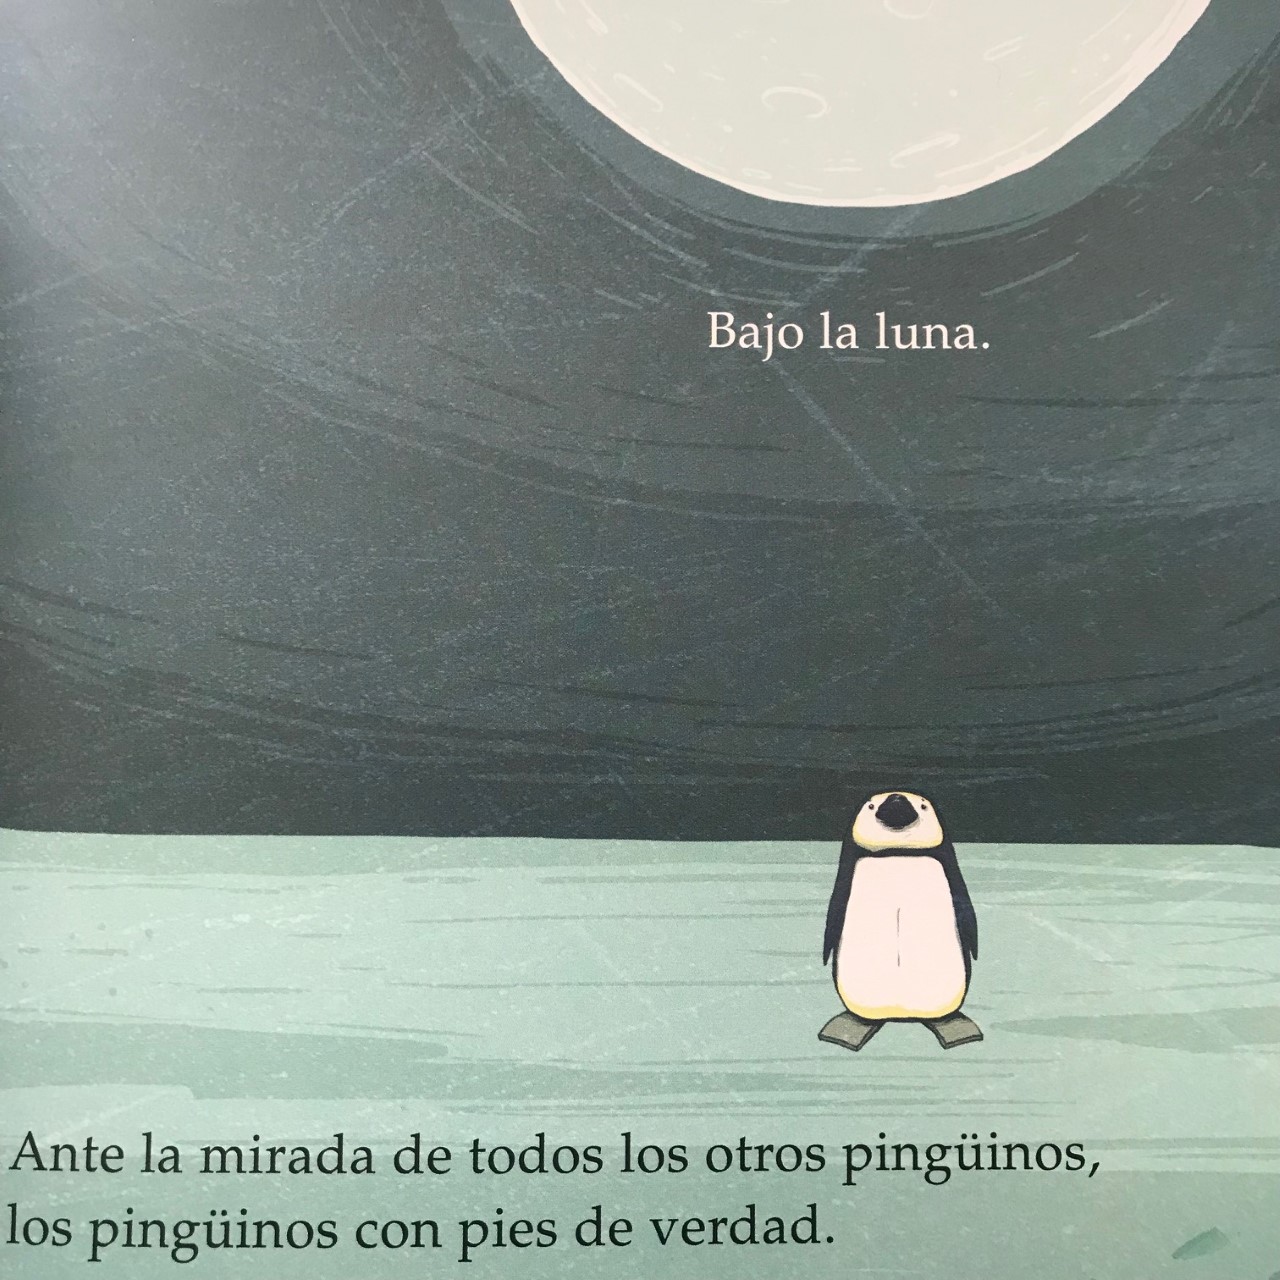 Bajo la luna.
Ante la mirada de todos los otros pingüinos,
los pingüinos con pies de verdad.